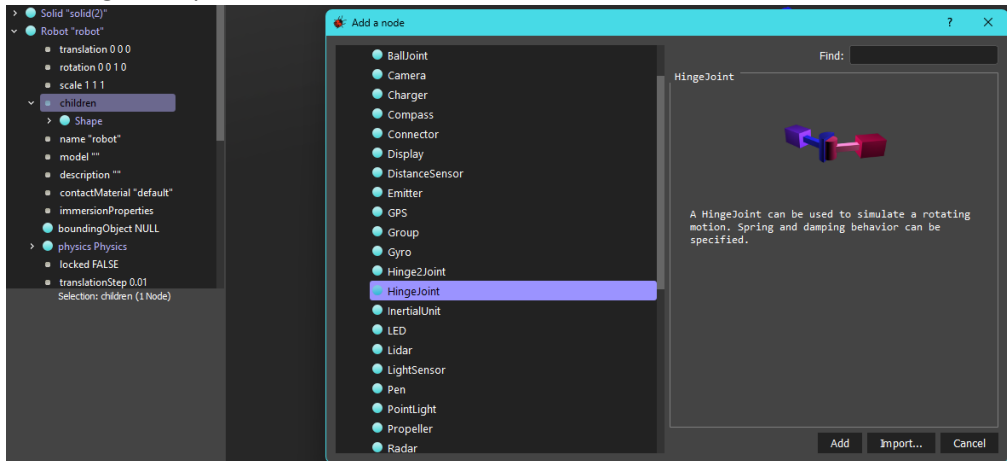 Solid "solid(2)"
Robot "robot"
translation 0 0 0
rotation 0 0 1 0
scale 1 1 1
children
Shape
name "robot"
model ""
description ""
contactMaterial "default"
immersionProperties
boundingObject NULL
physics Physics
locked FALSE
translationStep 0.01
Selection: children (1 Node)
Add a node
?
BallJoint
Camera
Charger
Compass
Connector
Display
DistanceSensor
Emitter
GPS
Group
Gyro
Hinge2Joint
HingeJoint
InertialUnit
LED
Lidar
LightSensor
Pen
PointLight
Propeller
Radar
Find:
HingeJoint
A HingeJoint can be used to simulate a rotating
motion. Spring and damping behavior can be
specified.
Add Import... Cancel